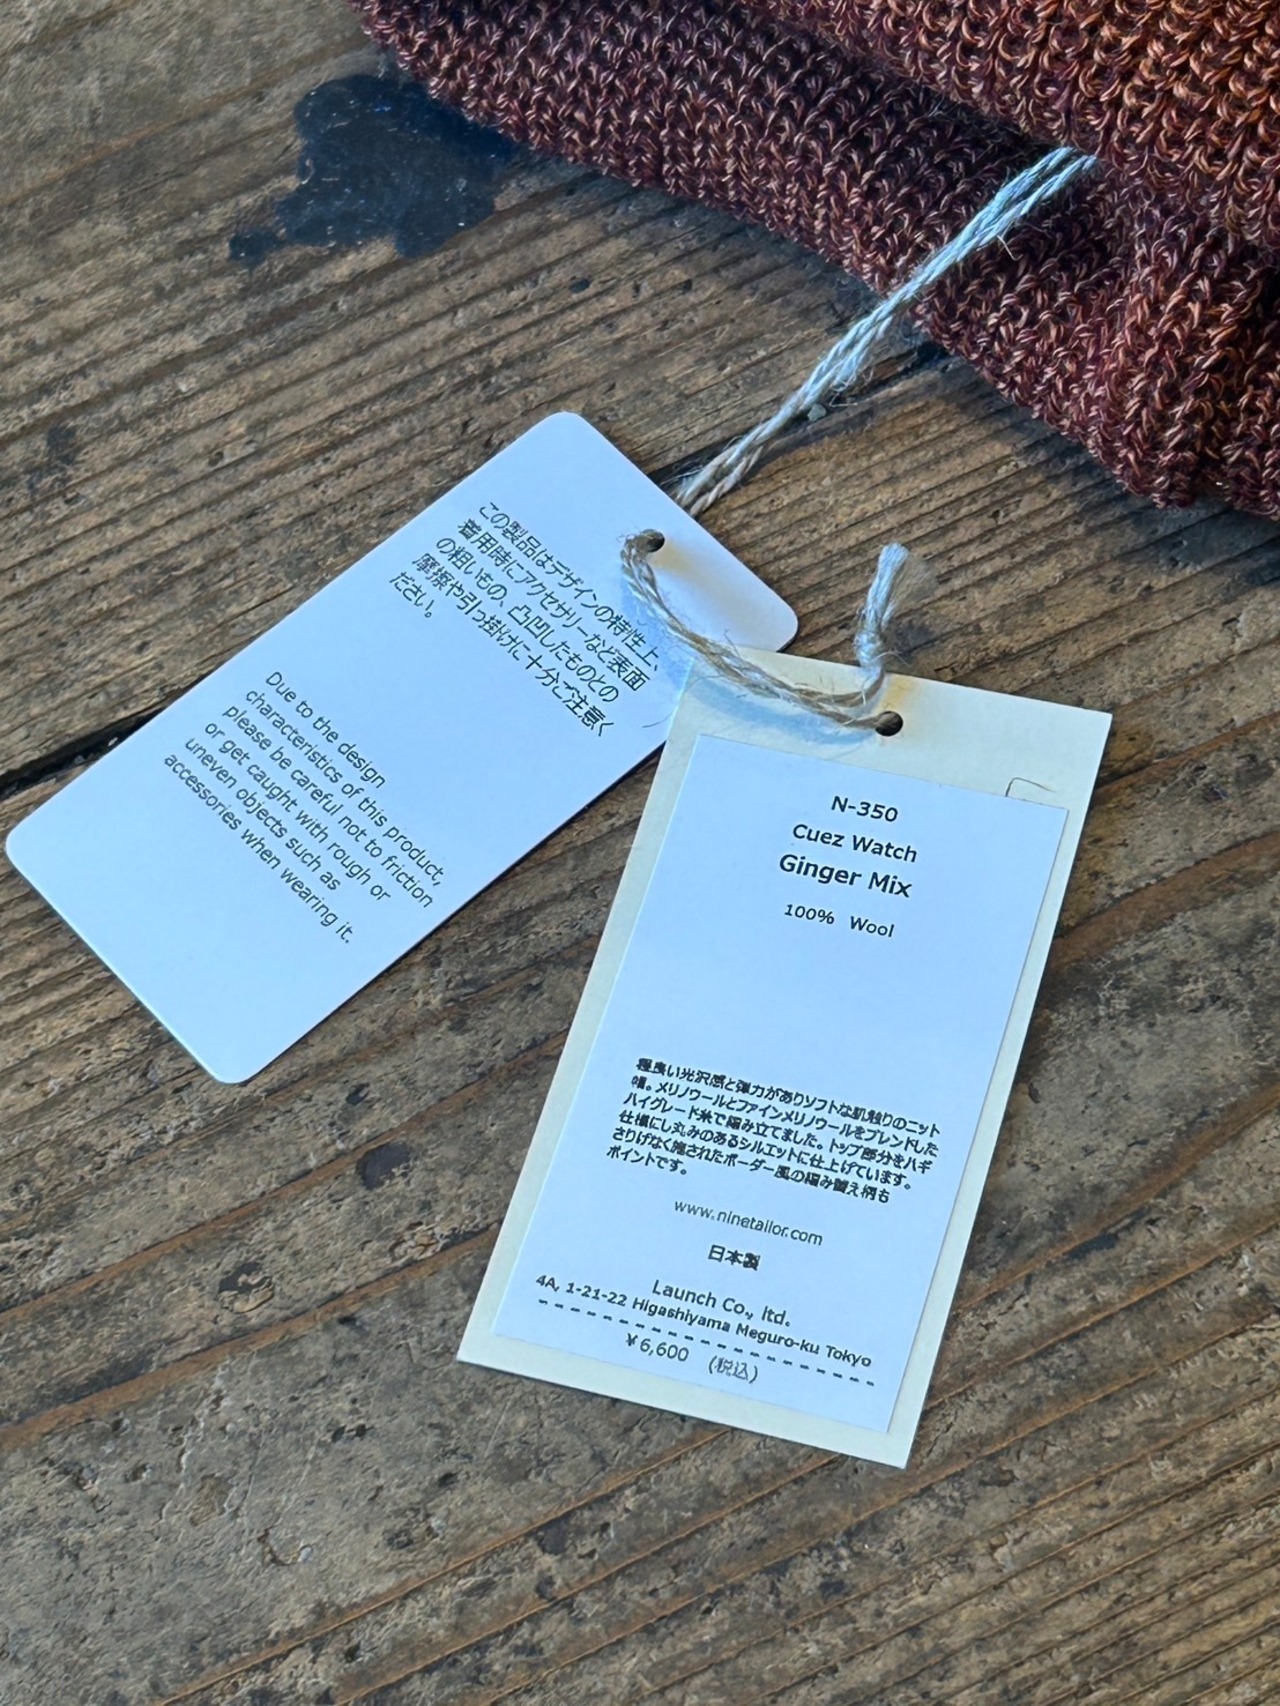 この製品はデザインの特性上、
着用時にアクセサリーなど表面
の粗いもの、凸凹したものとの
摩擦や引っ掛けに十分ご注意く
ださい。
Due to the design
characteristics of this product,
please be careful not to friction
or get caught with rough or
uneven objects such as
accessories when wearing it.
N-350
Cuez Watch
Ginger Mix
100% Wool
程良い光沢感と弾力がありソフトな肌触りのニット
帽。メリノウールとファインメリノウールをブレンドした
ハイグレード糸で編み立てました。トップ部分をハギ
仕様にし丸みのあるシルエットに仕上げています。
さりげなく施されたボーダー風の編み替え柄も
ポイントです。
www.ninetailor.com
日本製
Launch Co., ltd.
4A, 1-21-22 Higashiyama Meguro-ku Tokyo
¥6,600 (税込)